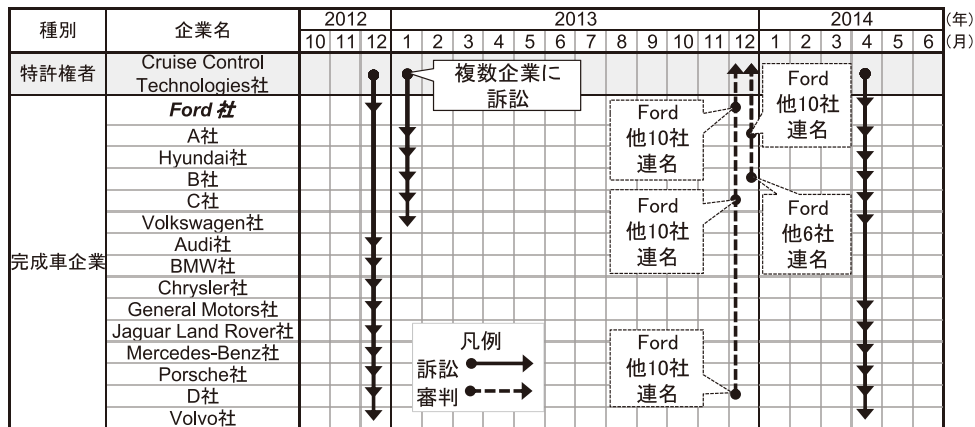 種別 企業名 2012 2013 2014 (年)
10 11 12 1 2 3 4 5 6 7 8 9 10 11 12 1 2 3 4 5 6 (月)
特許権者
Cruise Control
Technologies社
複数企業に
訴訟
完成車企業
Ford 社
A社
Hyundai社
B社
C社
Volkswagen社
Audi社
BMW社
Chrysler社
General Motors社
Jaguar Land Rover社
Mercedes-Benz社
Porsche社
D社
Volvo社
Ford
他10社
連名
Ford
他10社
連名
Ford
他10社
連名
Ford
他6社
連名
Ford
他10社
連名
凡例
訴訟
審判